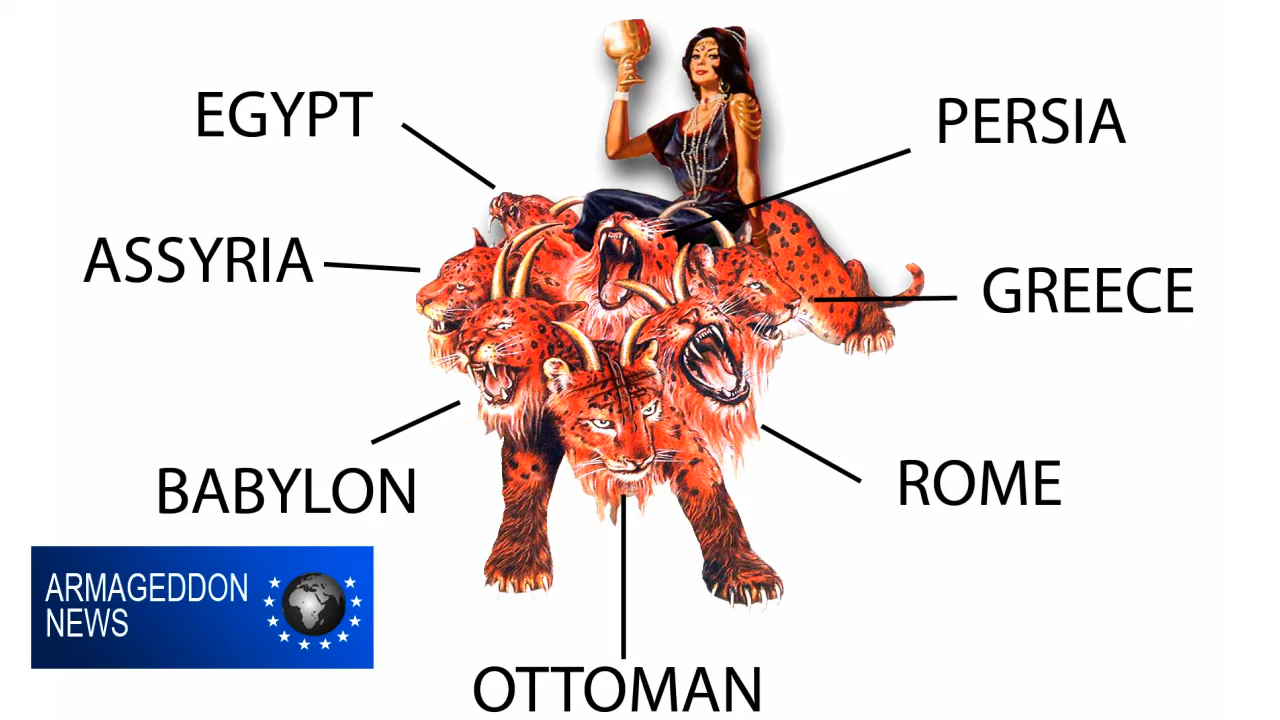 EGYPT
PERSIA
ASSYRIA
GREECE
BABYLON
ROME
ARMAGEDDON
NEWS
OTTOMAN